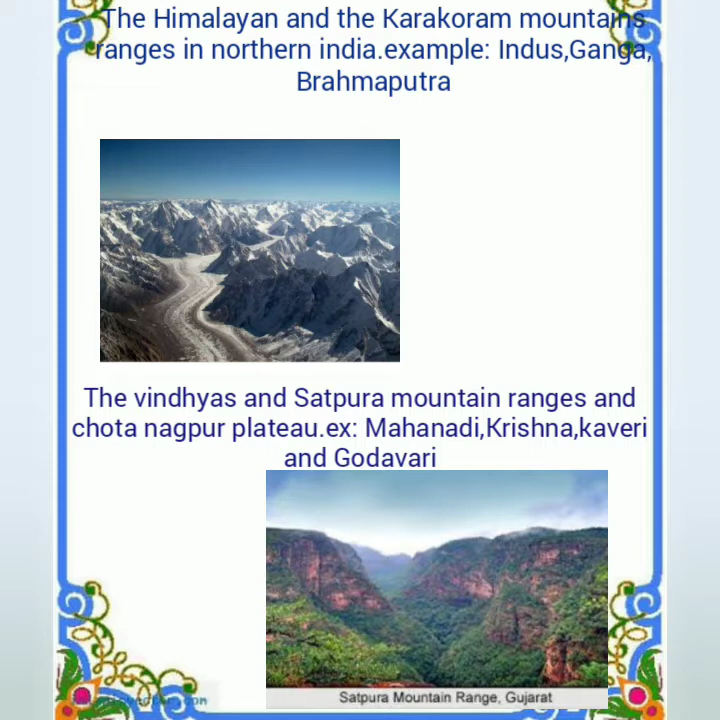 The Himalayan and the Karakoram mountains
ranges in northern india.example: Indus,Ganga,
Brahmaputra
The vindhyas and Satpura mountain ranges and
chota nagpur plateau.ex: Mahanadi,Krishna,kaveri
and Godavari
Satpura Mountain Range, Gujarat